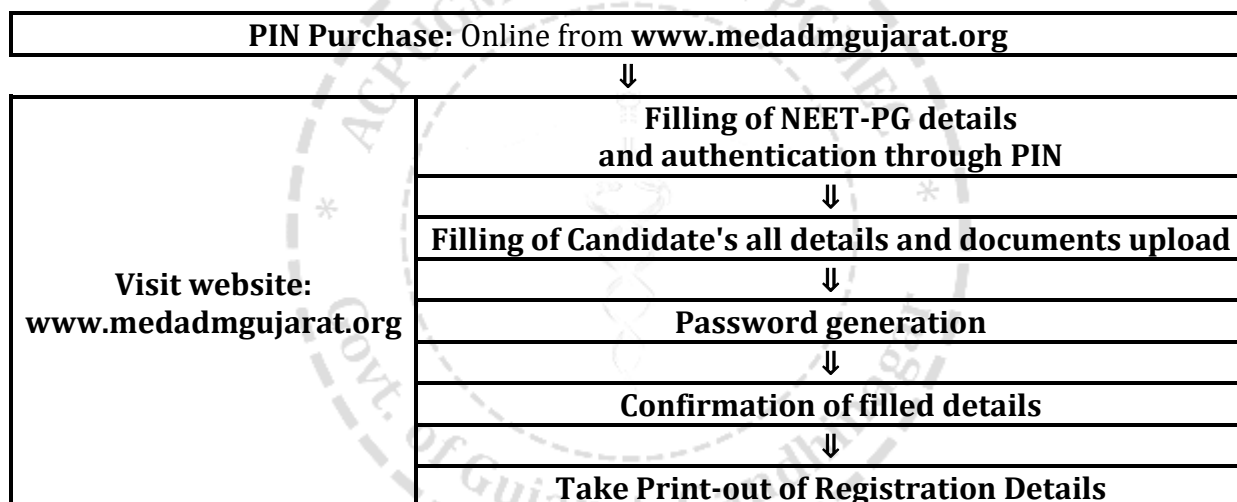 PIN Purchase: Online from www.medadmgujarat.org
⇓
Filling of NEET-PG details
and authentication through PIN
⇓
Filling of Candidate's all details and documents upload
⇓
Visit website:
www.medadmgujarat.org
Password generation
⇓
Confirmation of filled details
⇓
Take Print-out of Registration Details
Govt. of